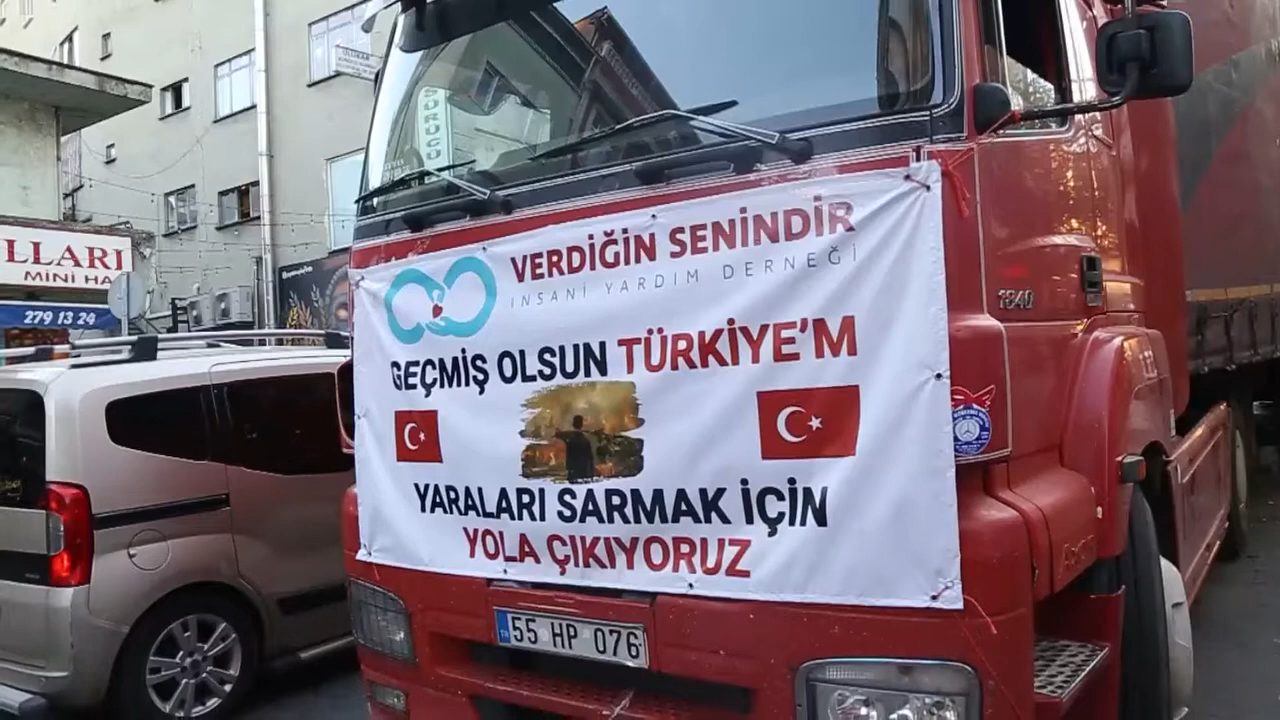 VERDİĞİN SENİNDİR
İNSANİ YARDIM DERNEĞİ
GEÇMİŞ OLSUN TÜRKİYE'M
YARALARI SARMAK İÇİN
YOLA ÇIKIYORUZ
55 HP 076
TR
1840
SÜRÜCÜ
LLARI
MİNİ HA
279 13 24